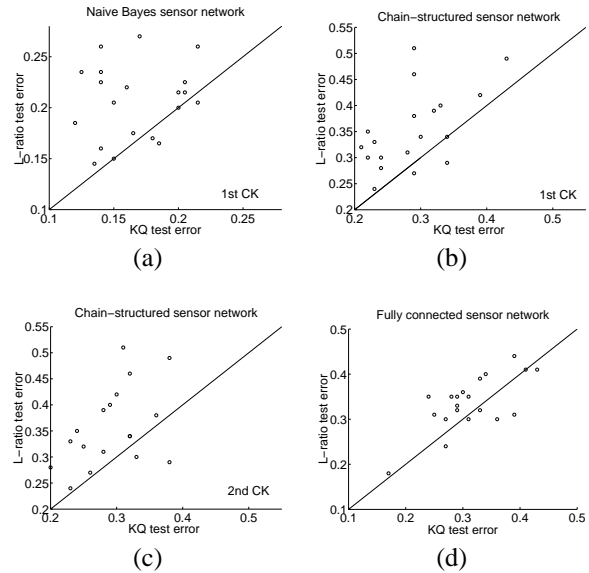 Naive Bayes sensor network
0.25
0.2
0.15
0.1
0.1 0.15 0.2 0.25
L-ratio test error
KQ test error
1st CK
(a)
Chain-structured sensor network
0.55
0.5
0.45
0.4
0.35
0.3
0.25
0.2
0.2 0.3 0.4 0.5
L-ratio test error
KQ test error
1st CK
(b)
Chain-structured sensor network
0.55
0.5
0.45
0.4
0.35
0.3
0.25
0.2
0.2 0.3 0.4 0.5
L-ratio test error
KQ test error
2nd CK
(c)
Fully connected sensor network
0.5
0.4
0.3
0.2
0.1
0.1 0.2 0.3 0.4 0.5
L-ratio test error
KQ test error
(d)